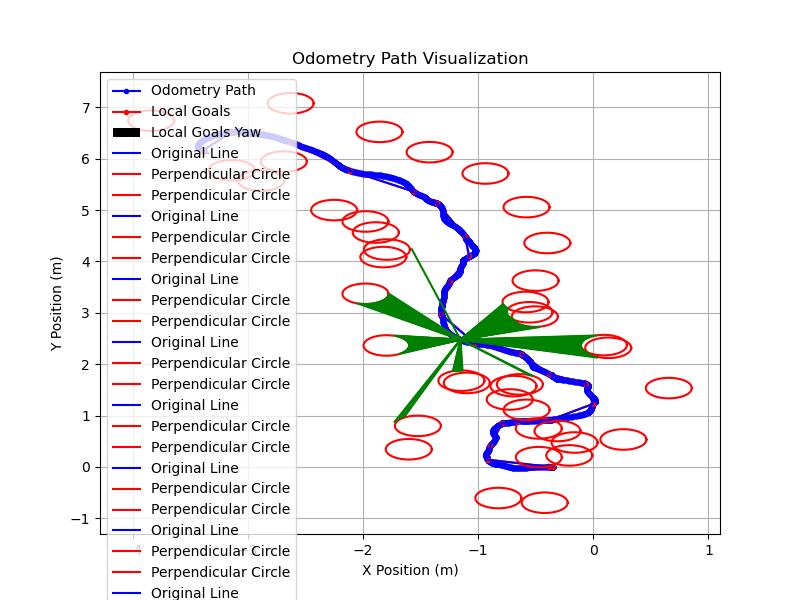 Odometry Path Visualization
Y Position (m)
7
6
5
4
3
2
1
0
−1
−4
−3
−2
−1
0
1
X Position (m)
Odometry Path
Local Goals
Local Goals Yaw
Original Line
Perpendicular Circle
Perpendicular Circle
Original Line
Perpendicular Circle
Perpendicular Circle
Original Line
Perpendicular Circle
Perpendicular Circle
Original Line
Perpendicular Circle
Perpendicular Circle
Original Line
Perpendicular Circle
Perpendicular Circle
Original Line
Perpendicular Circle
Perpendicular Circle
Original Line
Perpendicular Circle
Perpendicular Circle
Original Line